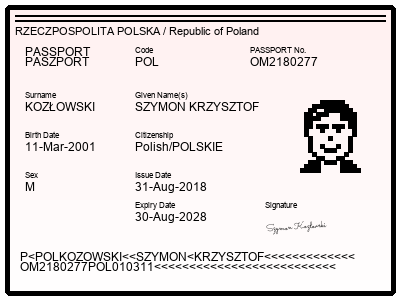 RZECZPOSPOLITA POLSKA / Republic of Poland
PASSPORT Code PASSPORT No.
PASZPORT POL OM2180277
Surname Given Name(s)
KOZŁOWSKI SZYMON KRZYSZTOF
Birth Date Citizenship
11-Mar-2001 Polish/POLSKIE
Sex Issue Date
M 31-Aug-2018
Expiry Date Signature
30-Aug-2028
Szymon Kozłowski
P<POLKOZOWSKI<<SZYMON<KRZYSZTOF<<<<<<<<<<<<<
OM2180277POL010311<<<<<<<<<<<<<<<<<<<<<<<<<<